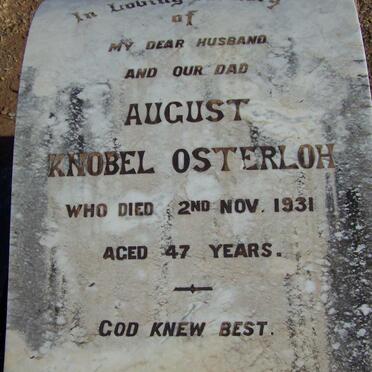 In Loving Memory
of
MY DEAR HUSBAND
AND OUR DAD
AUGUST
KNOBEL OSTERLOH
WHO DIED 2ND NOV. 1931
AGED 47 YEARS.
GOD KNEW BEST.